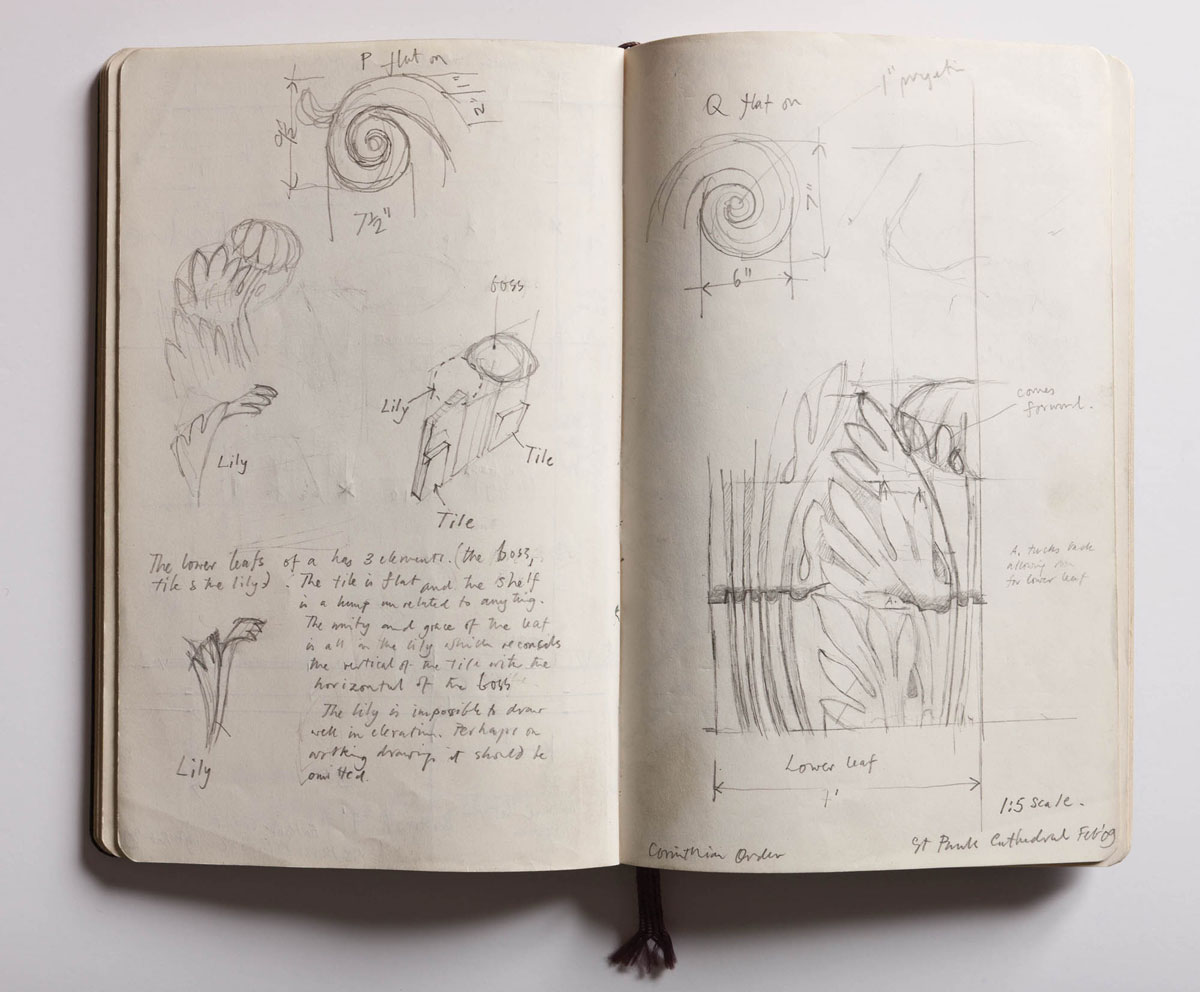 P flat on
1"
2"
9½
7½"
boss
Lily
Lily
Tile
Tile
The lower leafs of a has 3 elements. (the boss,
tile & the lily). The tile is flat and the shelf
is a lump unrelated to anything.
The unity and grace of the leaf
is all in the lily which reconsils
the vertical of the tile with the
horizontal of the boss
The lily is impossible to draw
well in elevation. Perhaps on
working drawings it should be
omitted.
Lily
1"
Q flat on
7"
6"
comes
forward.
A
A
A. tucks back
allowing
for lower leaf
A.
Lower leaf
7'
1:5 scale.
St Pauls Cathedral Feb '09
Corinthian Order